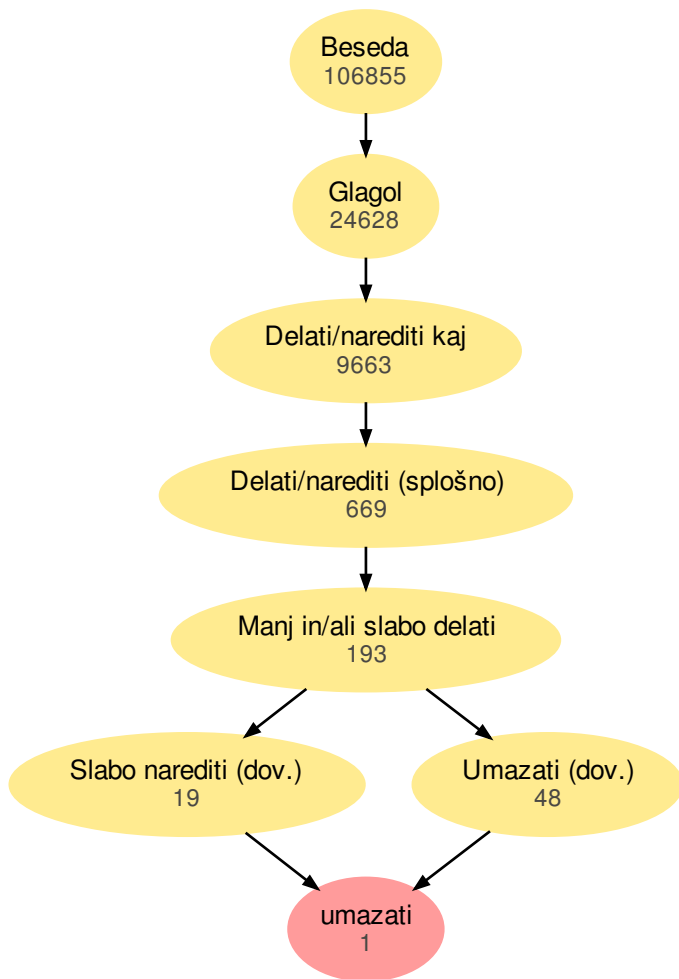 Beseda
106855
Glagol
24628
Delati/narediti kaj
9663
Delati/narediti (splošno)
669
Manj in/ali slabo delati
193
Slabo narediti (dov.)
19
Umazati (dov.)
48
umazati
1